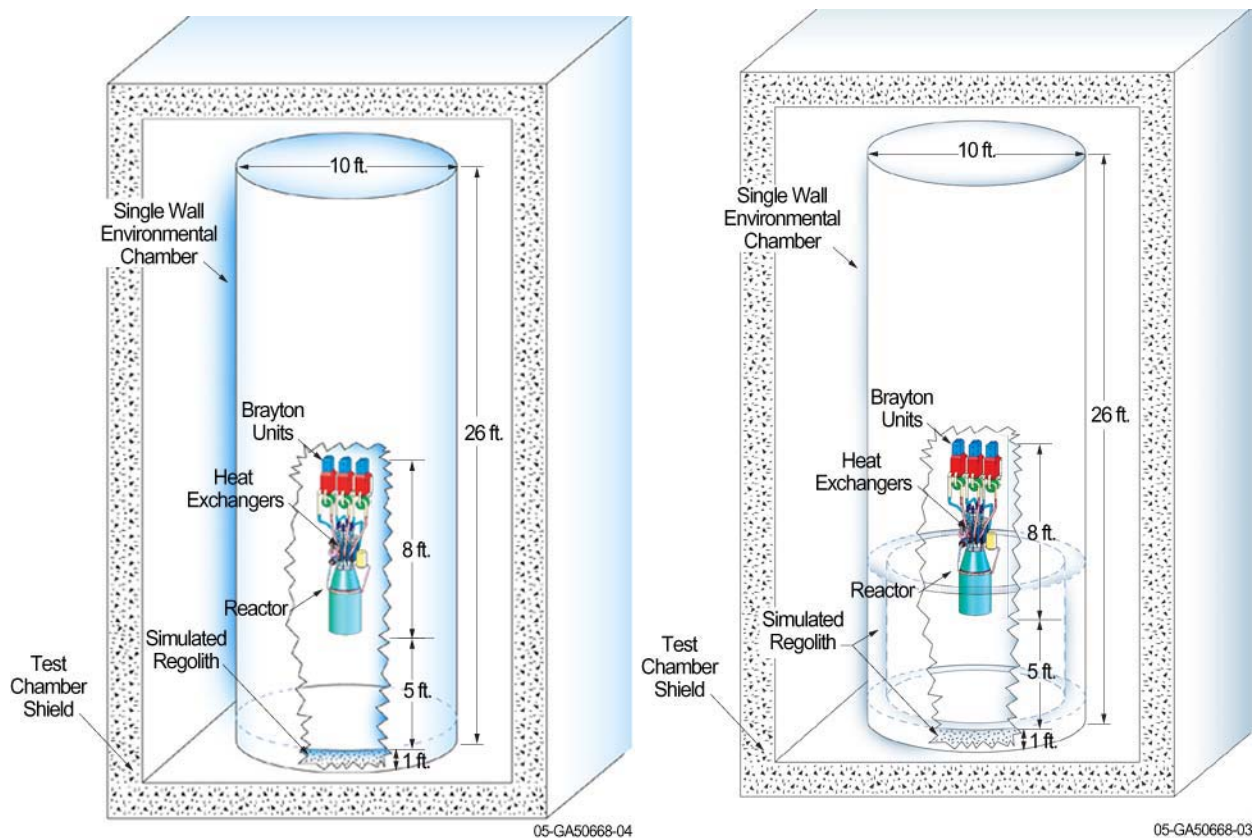 10 ft.
Single Wall
Environmental
Chamber
Brayton
Units
26 ft.
Heat
Exchangers
8 ft.
Reactor
Simulated
Regolith
Test
Chamber
Shield
5 ft.
1 ft.
05-GA50668-04
10 ft.
Single Wall
Environmental
Chamber
Brayton
Units
26 ft.
Heat
Exchangers
8 ft.
Reactor
Simulated
Regolith
Test
Chamber
Shield
5 ft.
1 ft.
05-GA50668-03